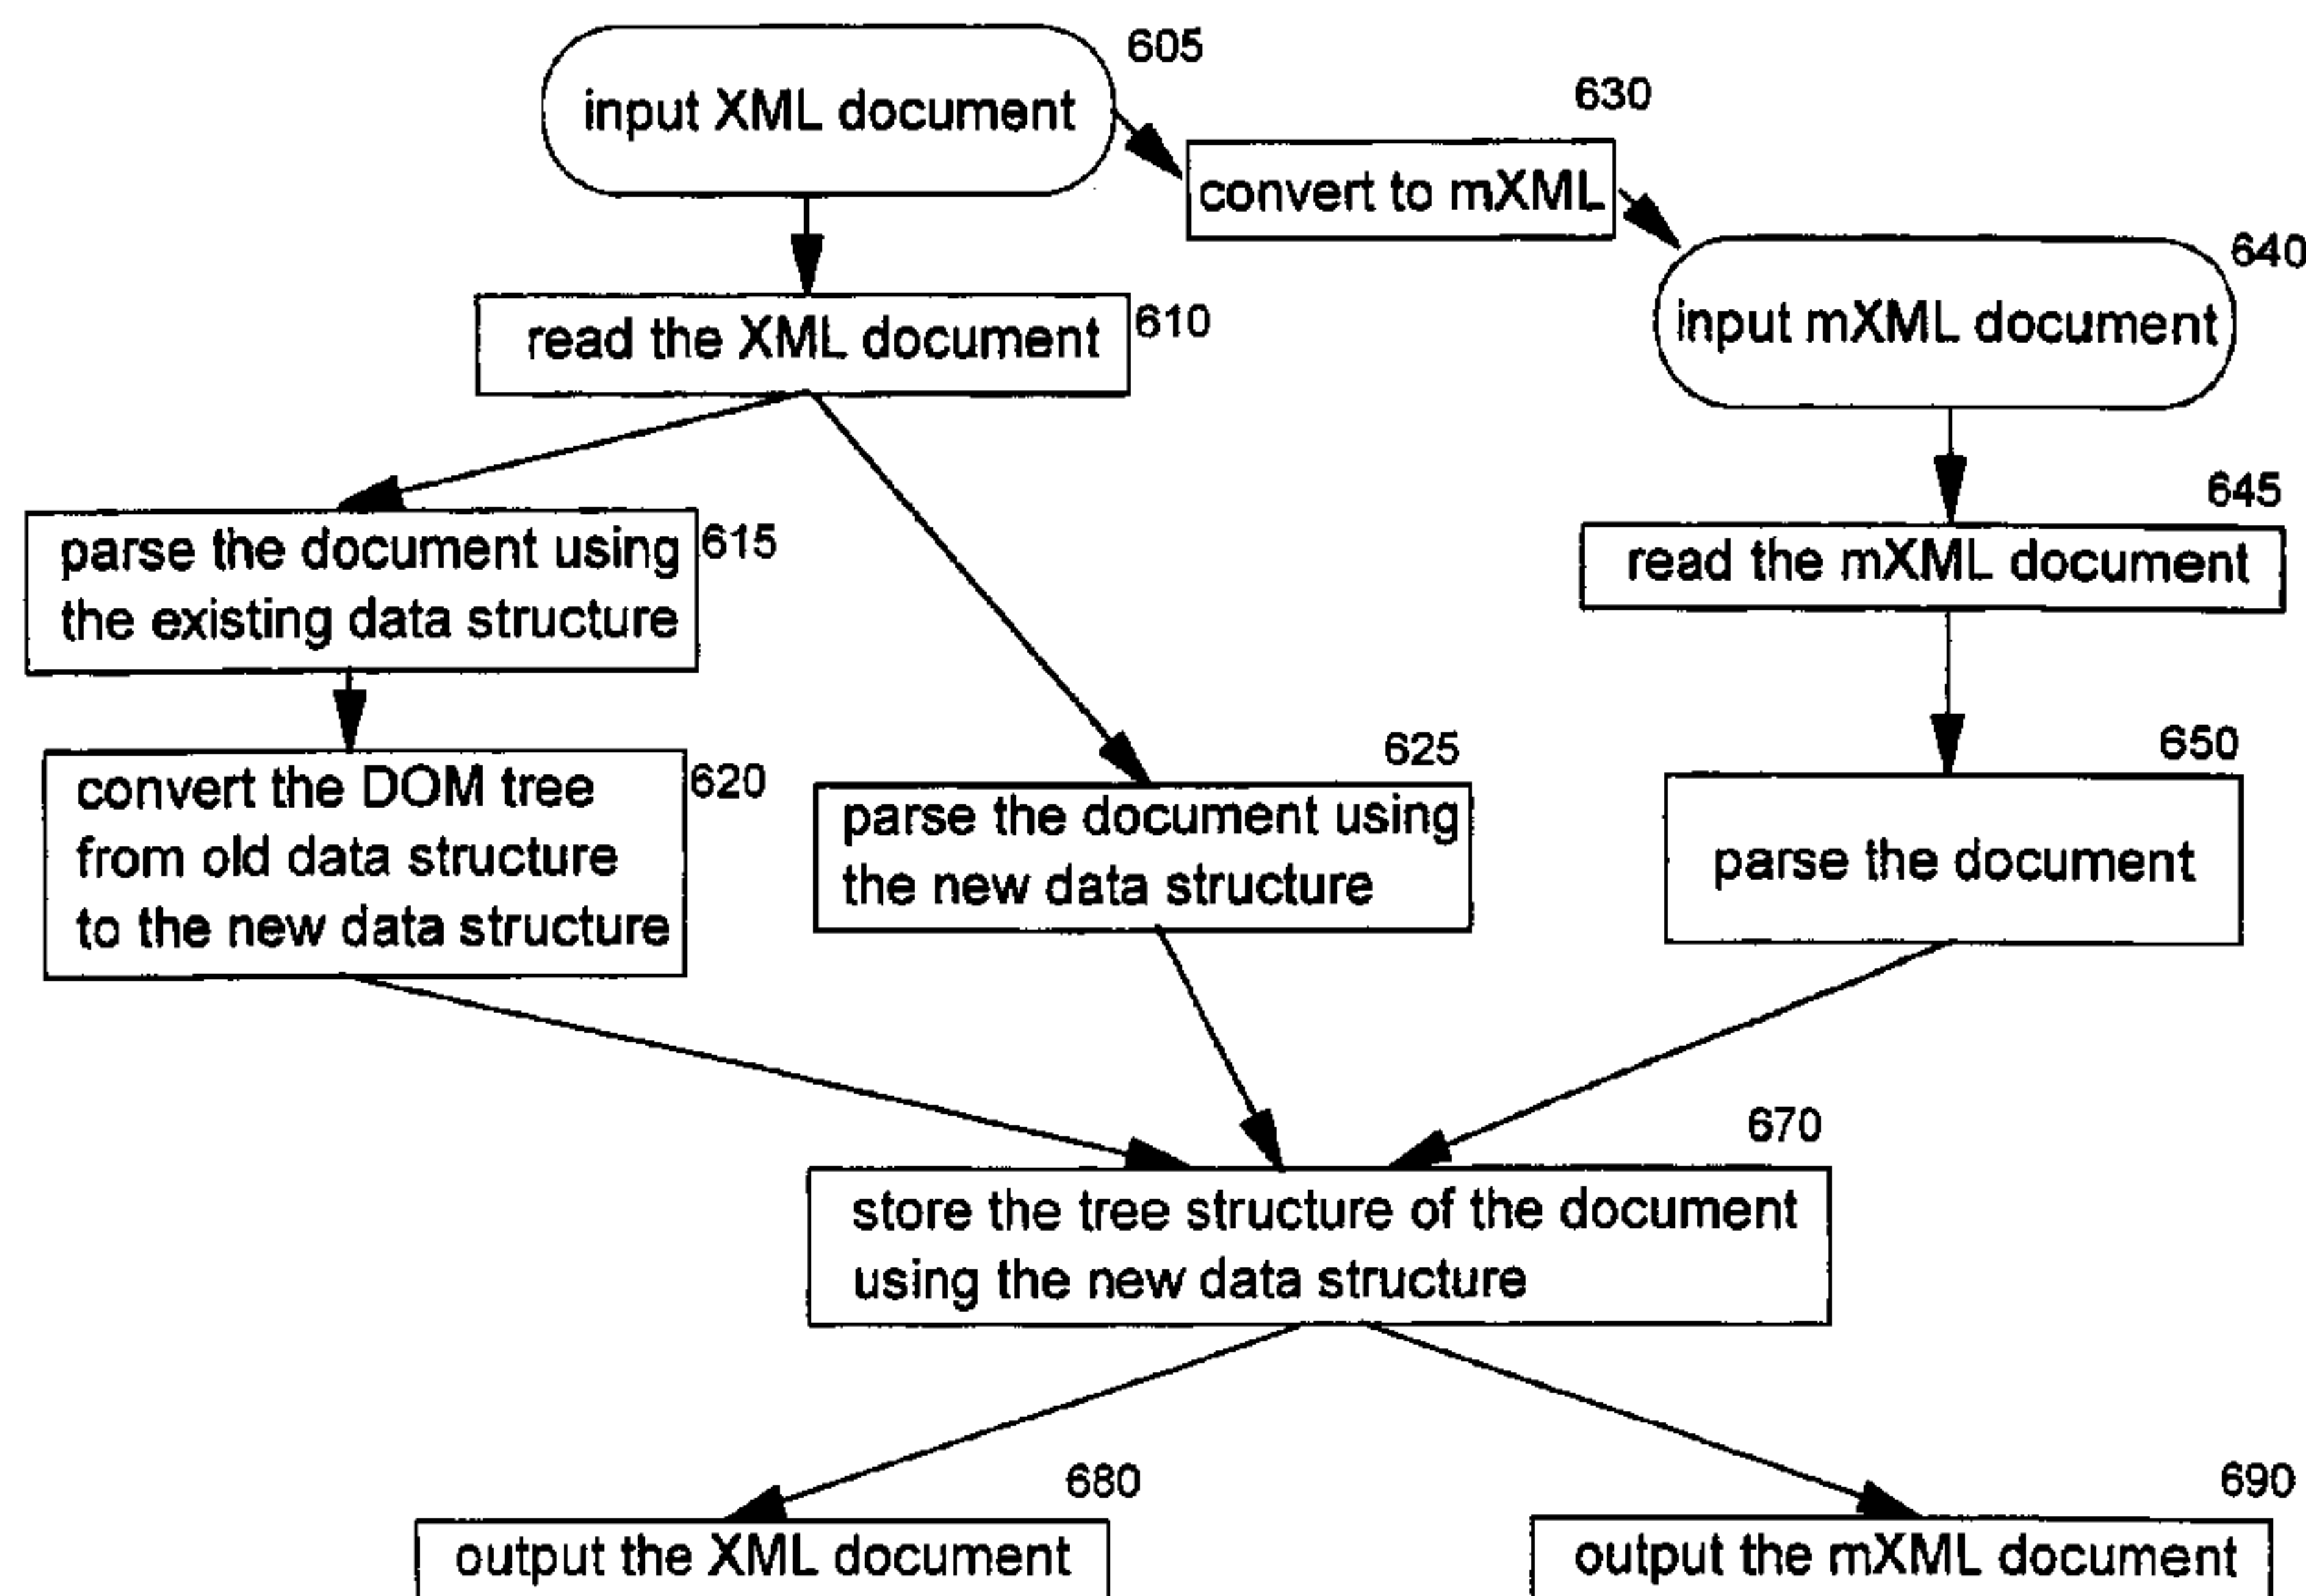 605
input XML document
630
convert to mXML
640
input mXML document
read the XML document
610
645
read the mXML document
parse the document using
the existing data structure
615
convert the DOM tree
from old data structure
to the new data structure
620
625
parse the document using
the new data structure
650
parse the document
670
store the tree structure of the document
using the new data structure
680
output the XML document
690
output the mXML document